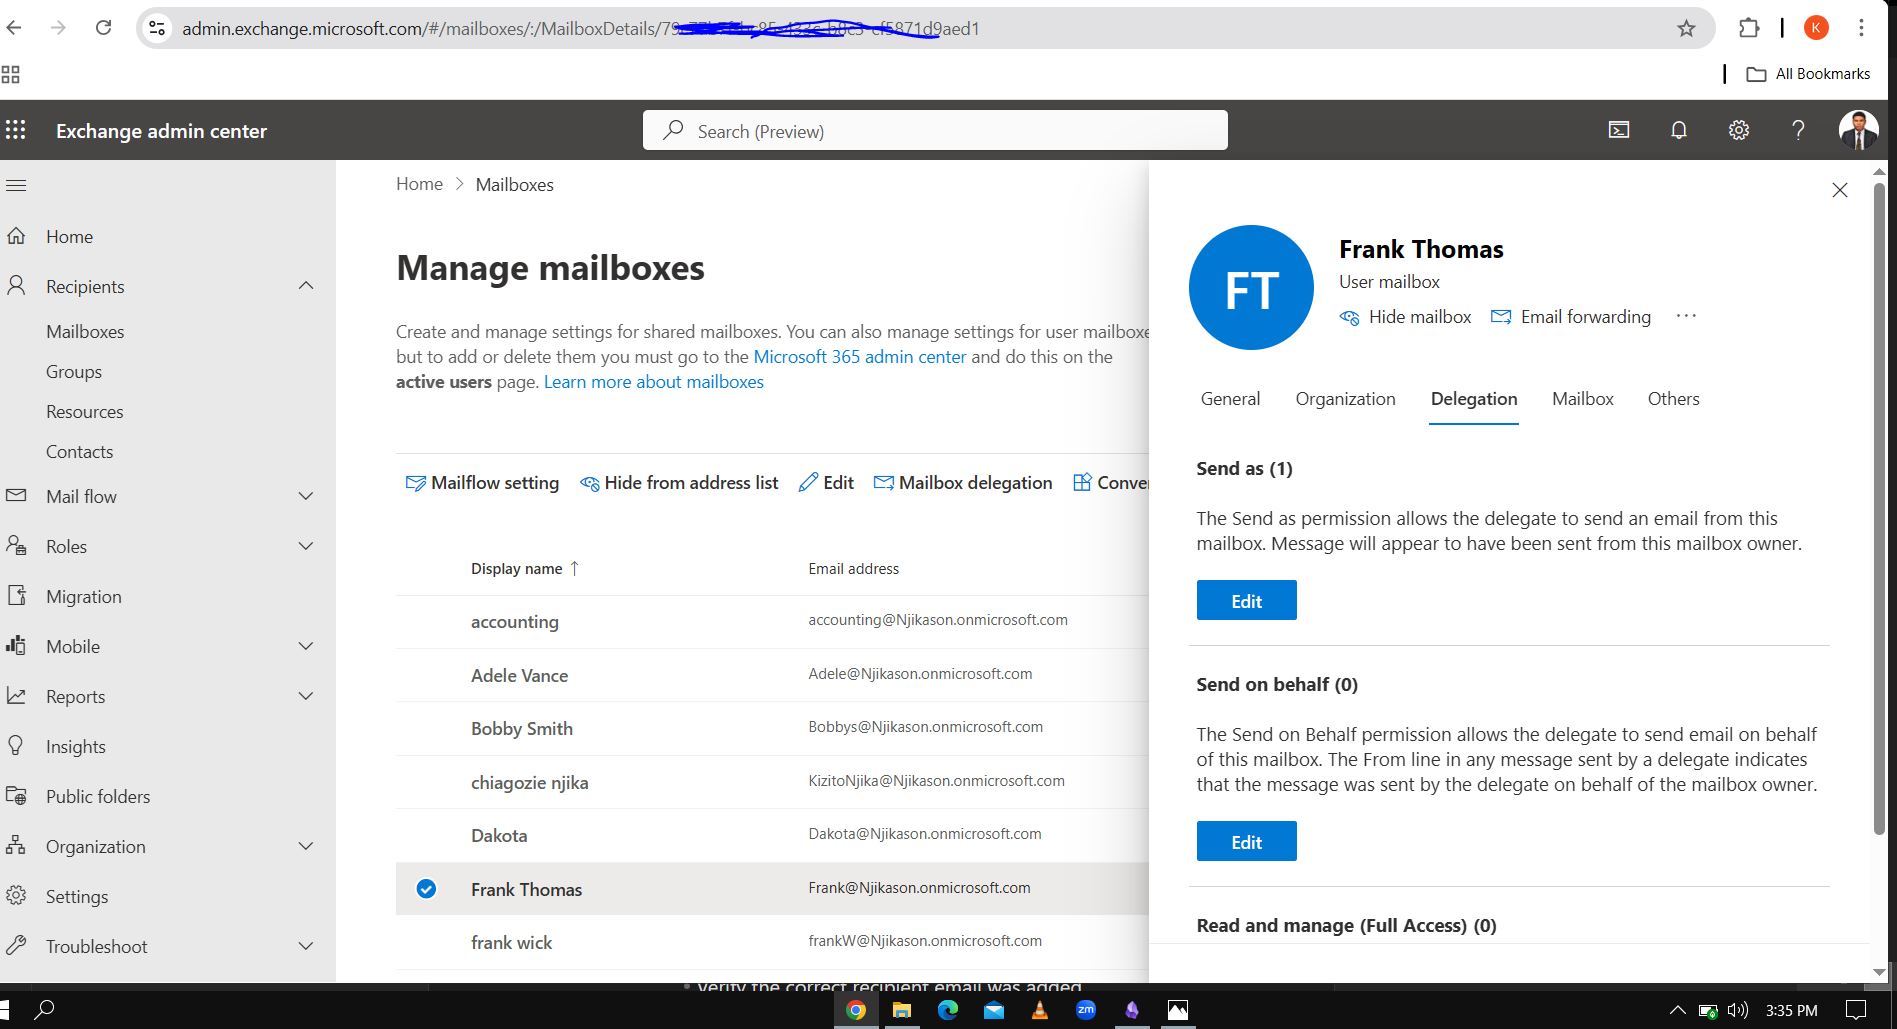 admin.exchange.microsoft.com/#/mailboxes/:/MailboxDetails/79
cf5871d9aed1
K
All Bookmarks
Exchange admin center
Search (Preview)
?
Home
Recipients
Mailboxes
Groups
Resources
Contacts
Mail flow
Roles
Migration
Mobile
Reports
Insights
Public folders
Organization
Settings
Troubleshoot
Home > Mailboxes
Manage mailboxes
Create and manage settings for shared mailboxes. You can also manage settings for user mailboxe
but to add or delete them you must go to the Microsoft 365 admin center and do this on the
active users page. Learn more about mailboxes
Mailflow setting Hide from address list Edit Mailbox delegation Conver
Display name ↑ Email address
accounting accounting@Njikason.onmicrosoft.com
Adele Vance Adele@Njikason.onmicrosoft.com
Bobby Smith Bobbys@Njikason.onmicrosoft.com
chiagozie njika KizitoNjika@Njikason.onmicrosoft.com
Dakota Dakota@Njikason.onmicrosoft.com
Frank Thomas Frank@Njikason.onmicrosoft.com
frank wick frankW@Njikason.onmicrosoft.com
FT
Frank Thomas
User mailbox
Hide mailbox Email forwarding ...
General Organization Delegation Mailbox Others
Send as (1)
The Send as permission allows the delegate to send an email from this
mailbox. Message will appear to have been sent from this mailbox owner.
Edit
Send on behalf (0)
The Send on Behalf permission allows the delegate to send email on behalf
of this mailbox. The From line in any message sent by a delegate indicates
that the message was sent by the delegate on behalf of the mailbox owner.
Edit
Read and manage (Full Access) (0)
• Verify the correct recipient email was added
zm
3:35 PM